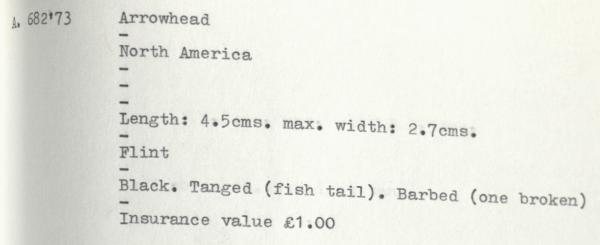 A. 682'73 Arrowhead
–
North America
–
–
–
Length: 4.5cms. max. width: 2.7cms.
–
Flint
–
Black. Tanged (fish tail). Barbed (one broken)
–
Insurance value £1.00